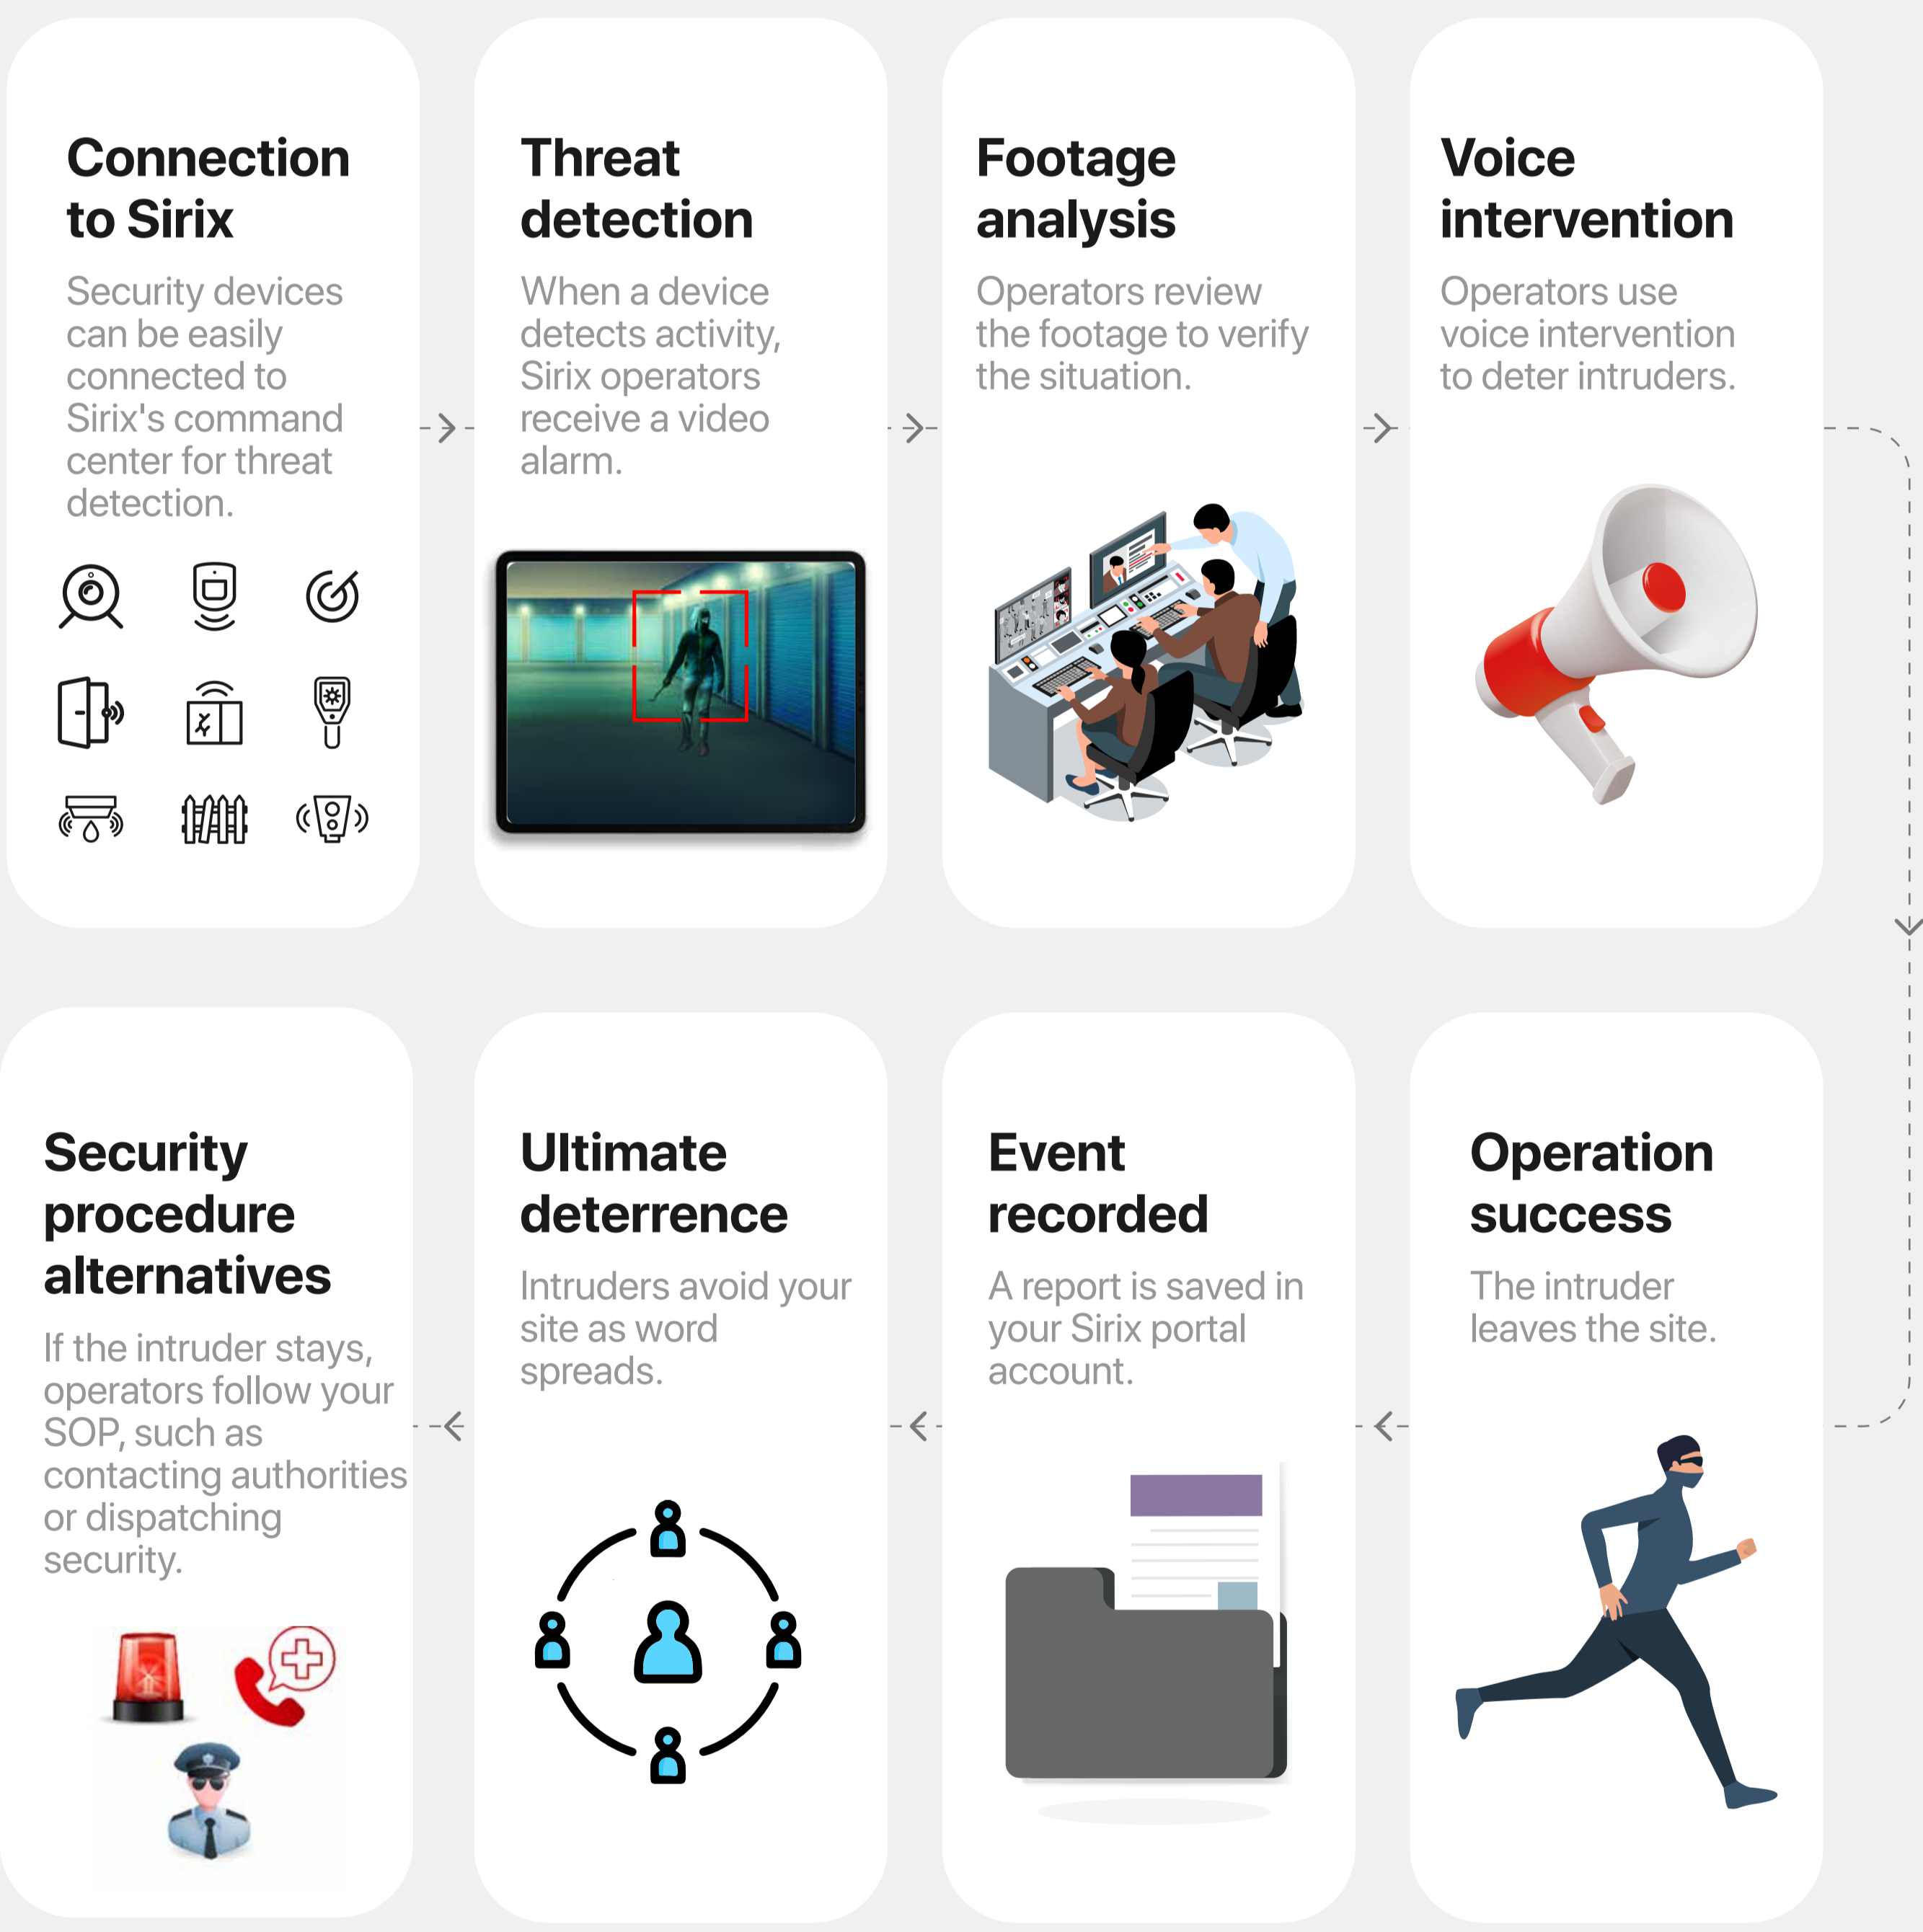 Connection
to Sirix
Security devices
can be easily
connected to
Sirix's command
center for threat
detection.
Threat
detection
When a device
detects activity,
Sirix operators
receive a video
alarm.
Footage
analysis
Operators review
the footage to verify
the situation.
Voice
intervention
Operators use
voice intervention
to deter intruders.
Operation
success
The intruder
leaves the site.
Event
recorded
A report is saved in
your Sirix portal
account.
Ultimate
deterrence
Intruders avoid your
site as word
spreads.
Security
procedure
alternatives
If the intruder stays,
operators follow your
SOP, such as
contacting authorities
or dispatching
security.